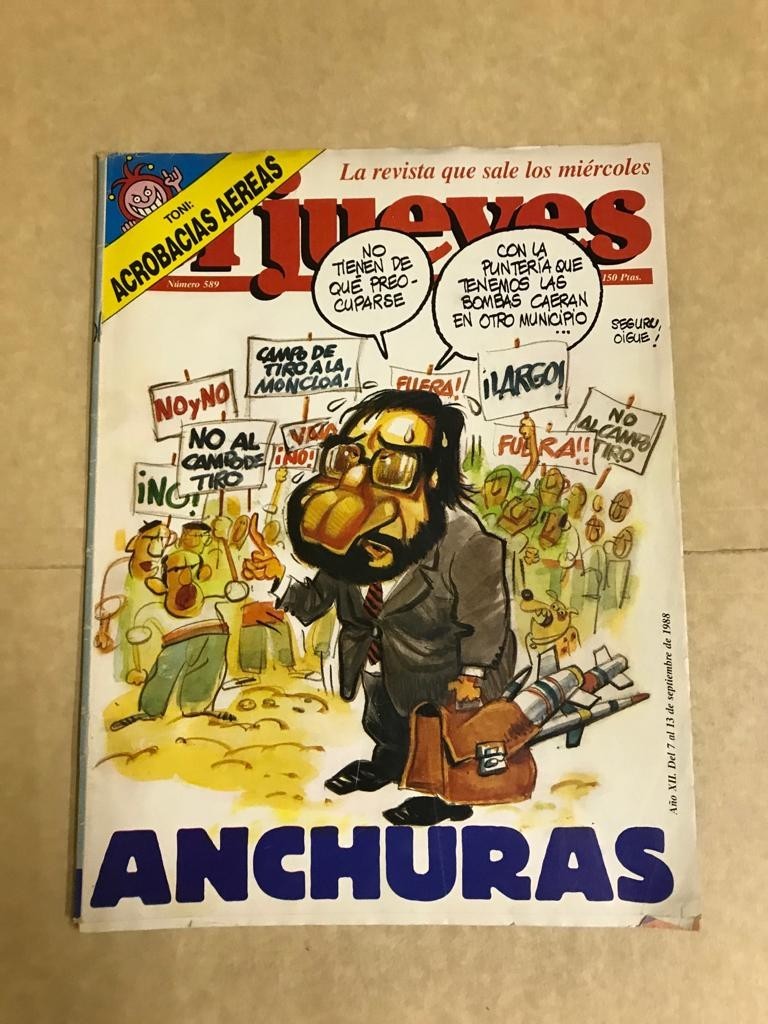 La revista que sale los miércoles
TONI:
ACROBACIAS AEREAS
l jueves
Número 589
150 Ptas.
NO
TIENEN DE
QUÉ PREO-
CUPARSE
CON LA
PUNTERÍA QUE
TENEMOS LAS
BOMBAS CAERAN
EN OTRO MUNICIPIO
...
SEGURU,
OIGUE!
CAMPO DE
TIRO A LA
MONCLOA!
FUERA!
¡LARGO!
NO y NO
NO AL
CAMPO DE
TIRO
¡NO!
¡NO!
FUERA!!
NO
AL CAMPO
TIRO
Año XII. Del 7 al 13 de septiembre de 1988
ANCHURAS